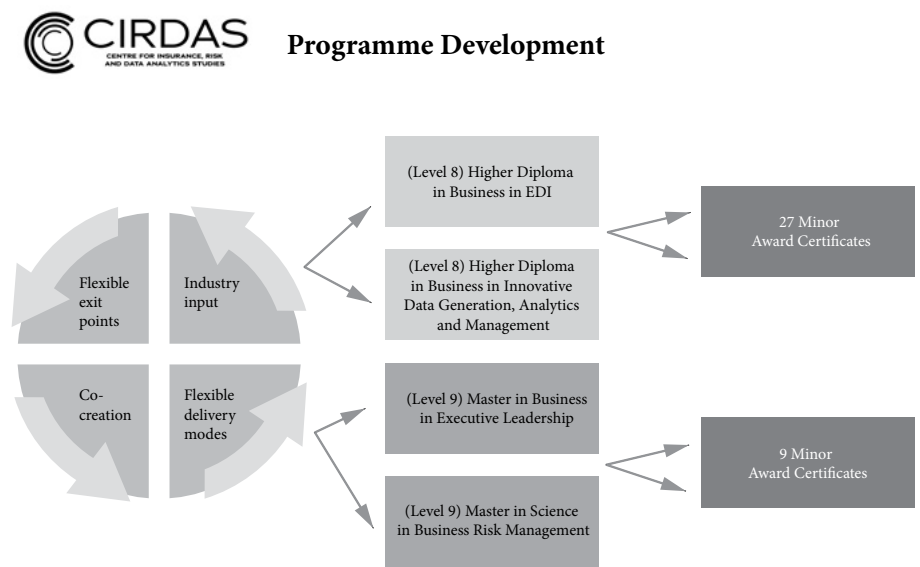 CIRDAS
CENTRE FOR INSURANCE, RISK
AND DATA ANALYTICS STUDIES
Programme Development
Flexible
exit
points
Industry
input
Co-
creation
Flexible
delivery
modes
(Level 8) Higher Diploma
in Business in EDI
(Level 8) Higher Diploma
in Business in Innovative
Data Generation, Analytics
and Management
(Level 9) Master in Business
in Executive Leadership
(Level 9) Master in Science
in Business Risk Management
27 Minor
Award Certificates
9 Minor
Award Certificates